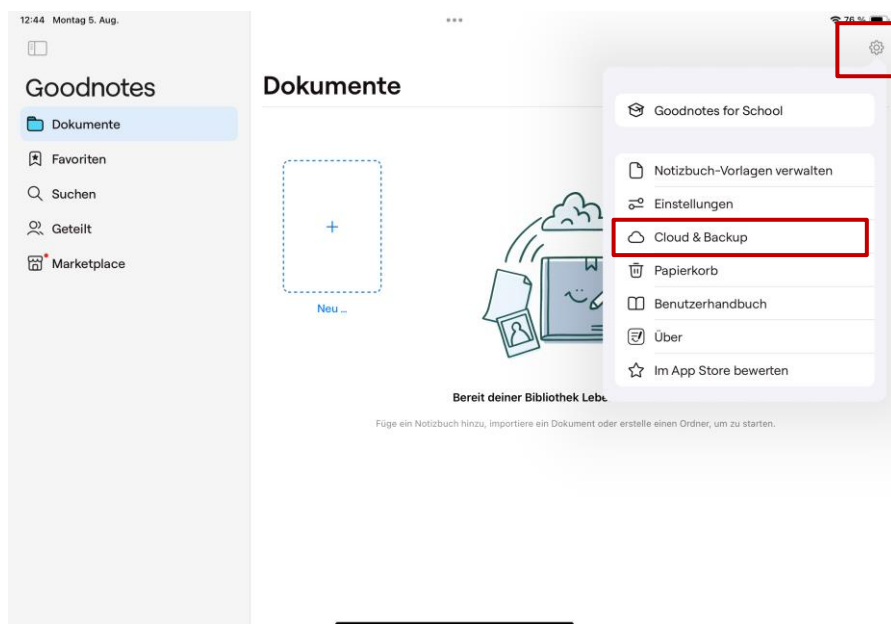 12:44 Montag 5. Aug.
76 %
Goodnotes
Dokumente
Favoriten
Suchen
Geteilt
Marketplace
Dokumente
Neu ...
Bereit deiner Bibliothek
Füge ein Notizbuch hinzu, importiere ein Dokument oder erstelle einen Ordner, um zu starten.
Goodnotes for School
Notizbuch-Vorlagen verwalten
Einstellungen
Cloud & Backup
Papierkorb
Benutzerhandbuch
Über
Im App Store bewerten